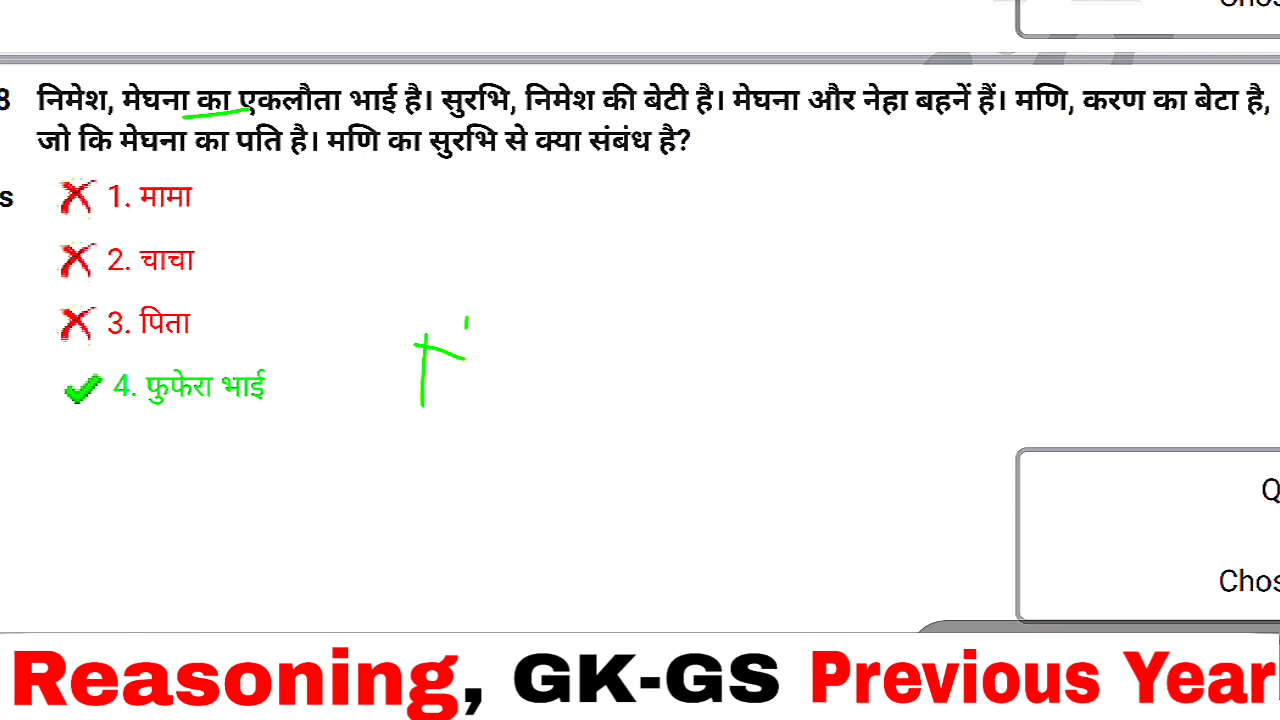 8 निमेश, मेघना का एकलौता भाई है। सुरभि, निमेश की बेटी है। मेघना और नेहा बहनें हैं। मणि, करण का बेटा है,
जो कि मेघना का पति है। मणि का सुरभि से क्या संबंध है?
s 1. मामा
2. चाचा
3. पिता
4. फुफेरा भाई
Q
Chos
Reasoning, GK-GS Previous Year